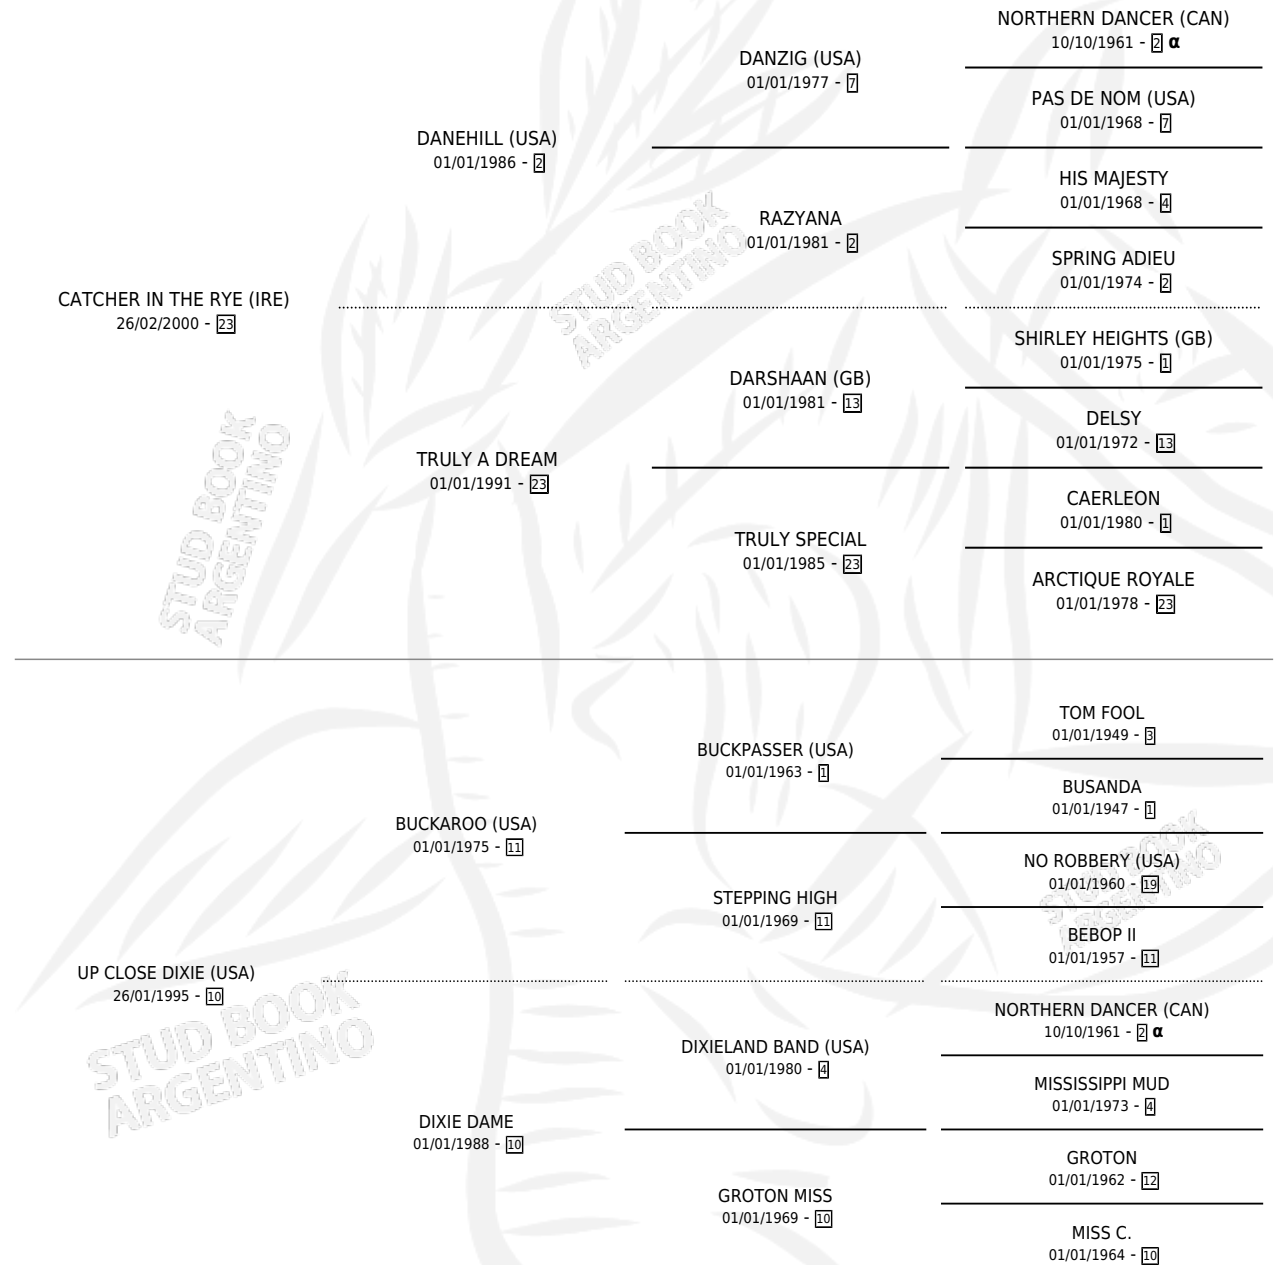 NORTHERN DANCER (CAN)
10/10/1961 - 2 α
DANZIG (USA)
01/01/1977 - 7
PAS DE NOM (USA)
01/01/1968 - 7
DANEHILL (USA)
01/01/1986 - 2
HIS MAJESTY
01/01/1968 - 4
RAZYANA
01/01/1981 - 2
SPRING ADIEU
01/01/1974 - 2
CATCHER IN THE RYE (IRE)
26/02/2000 - 23
STUD BOOK
ARGENTINO
SHIRLEY HEIGHTS (GB)
01/01/1975 - 1
DARSHAAN (GB)
01/01/1981 - 13
DELSY
01/01/1972 - 13
TRULY A DREAM
01/01/1991 - 23
CAERLEON
01/01/1980 - 1
TRULY SPECIAL
01/01/1985 - 23
ARCTIQUE ROYALE
01/01/1978 - 23
STUD BOOK
ARGENTINO
TOM FOOL
01/01/1949 - 3
BUCKPASSER (USA)
01/01/1963 - 1
BUSANDA
01/01/1947 - 1
BUCKAROO (USA)
01/01/1975 - 11
NO ROBBERY (USA)
01/01/1960 - 19
STEPPING HIGH
01/01/1969 - 11
BEBOP II
01/01/1957 - 11
STUD BOOK
ARGENTINO
UP CLOSE DIXIE (USA)
26/01/1995 - 10
STUD BOOK
ARGENTINO
NORTHERN DANCER (CAN)
10/10/1961 - 2 α
DIXIELAND BAND (USA)
01/01/1980 - 4
MISSISSIPPI MUD
01/01/1973 - 4
DIXIE DAME
01/01/1988 - 10
GROTON
01/01/1962 - 12
GROTON MISS
01/01/1969 - 10
MISS C.
01/01/1964 - 10